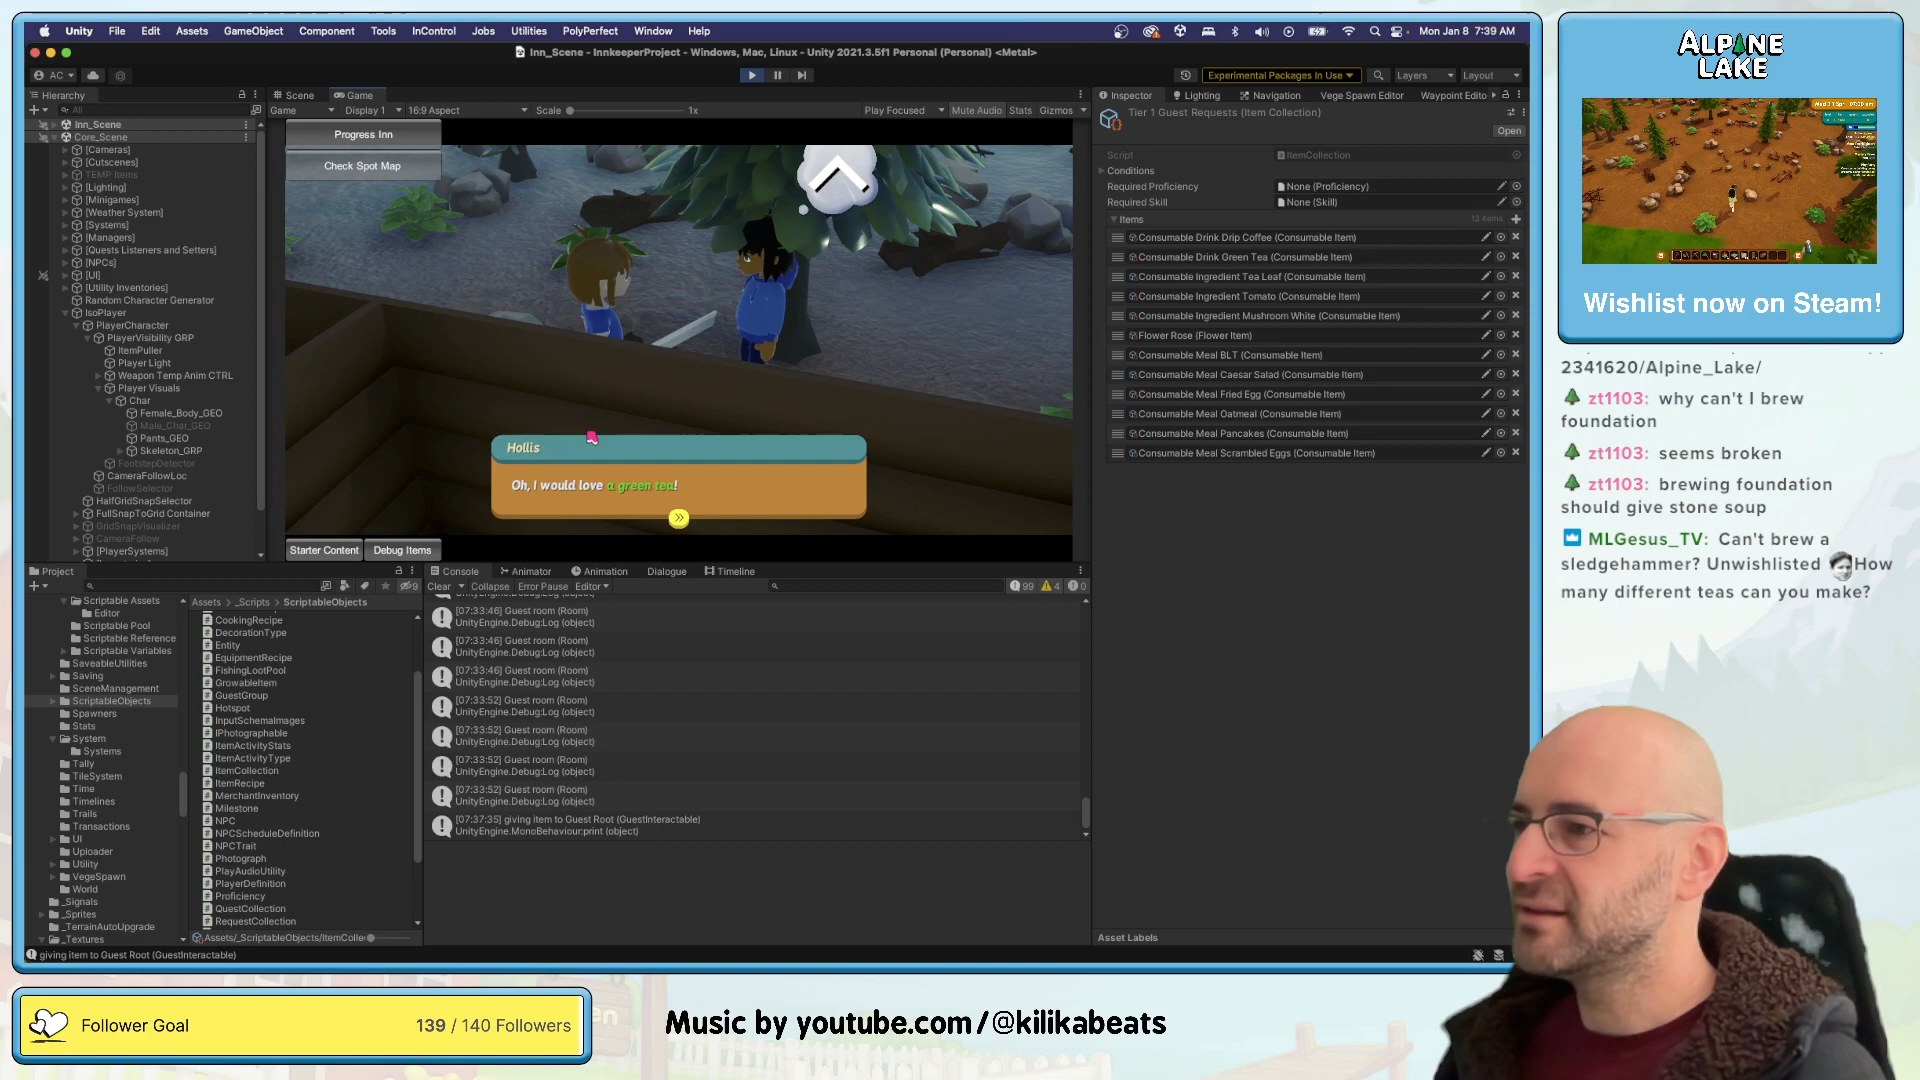 Unity File Edit Assets GameObject Component Tools InControl Jobs Utilities PolyPerfect Window Help
Mon Jan 8 7:39 AM
Inn_Scene - InnkeeperProject - Windows, Mac, Linux - Unity 2021.3.5f1 Personal (Personal) <Metal>
AC
Experimental Packages In Use
Layers
Layout
Hierarchy
All
Inn_Scene
Core_Scene
[Cameras]
[Cutscenes]
TEMP Items
[Lighting]
[Minigames]
[Weather System]
[Systems]
[Managers]
[Quests Listeners and Setters]
[NPCs]
[UI]
[Utility Inventories]
Random Character Generator
IsoPlayer
PlayerCharacter
PlayerVisibility GRP
ItemPuller
Player Light
Weapon Temp Anim CTRL
Player Visuals
Char
Female_Body_GEO
Male_Char_GEO
Pants_GEO
Skeleton_GRP
FootstepDetector
CameraFollowLoc
FollowSelector
HalfGridSnapSelector
FullSnapToGrid Container
GridSnapVisualizer
CameraFollow
[PlayerSystems]
Scene Game
Game Display 1 16:9 Aspect Scale 1x Play Focused Mute Audio Stats Gizmos
Progress Inn
Check Spot Map
Hollis
Oh, I would love a green tea!
Starter Content Debug Items
Inspector Lighting Navigation Vege Spawn Editor Waypoint Edito
Tier 1 Guest Requests (Item Collection)
Open
Script ItemCollection
Conditions
Required Proficiency None (Proficiency)
Required Skill None (Skill)
Items 12 items
Consumable Drink Drip Coffee (Consumable Item)
Consumable Drink Green Tea (Consumable Item)
Consumable Ingredient Tea Leaf (Consumable Item)
Consumable Ingredient Tomato (Consumable Item)
Consumable Ingredient Mushroom White (Consumable Item)
Flower Rose (Flower Item)
Consumable Meal BLT (Consumable Item)
Consumable Meal Caesar Salad (Consumable Item)
Consumable Meal Fried Egg (Consumable Item)
Consumable Meal Oatmeal (Consumable Item)
Consumable Meal Pancakes (Consumable Item)
Consumable Meal Scrambled Eggs (Consumable Item)
Asset Labels
Project
9
Scriptable Assets
Editor
Scriptable Pool
Scriptable Reference
Scriptable Variables
SaveableUtilities
Saving
SceneManagement
ScriptableObjects
Spawners
Stats
System
Systems
Tally
TileSystem
Time
Timelines
Trails
Transactions
UI
Uploader
Utility
VegeSpawn
World
_Signals
_Sprites
_TerrainAutoUpgrade
_Textures
Assets _Scripts ScriptableObjects
CookingRecipe
DecorationType
Entity
EquipmentRecipe
FishingLootPool
GrowableItem
GuestGroup
Hotspot
InputSchemaImages
IPhotographable
ItemActivityStats
ItemActivityType
ItemCollection
ItemRecipe
MerchantInventory
Milestone
NPC
NPCScheduleDefinition
NPCTrait
Photograph
PlayAudioUtility
PlayerDefinition
Proficiency
QuestCollection
RequestCollection
Assets/_ScriptableObjects/ItemColle
Console Animator Animation Dialogue Timeline
Clear Collapse Error Pause Editor 99 4 0
UnityEngine.Debug:Log (object)
[07:33:46] Guest room (Room)
UnityEngine.Debug:Log (object)
[07:33:46] Guest room (Room)
UnityEngine.Debug:Log (object)
[07:33:46] Guest room (Room)
UnityEngine.Debug:Log (object)
[07:33:52] Guest room (Room)
UnityEngine.Debug:Log (object)
[07:33:52] Guest room (Room)
UnityEngine.Debug:Log (object)
[07:33:52] Guest room (Room)
UnityEngine.Debug:Log (object)
[07:33:52] Guest room (Room)
UnityEngine.Debug:Log (object)
[07:37:35] giving item to Guest Root (GuestInteractable)
UnityEngine.MonoBehaviour:print (object)
giving item to Guest Root (GuestInteractable)
ALPINE
LAKE
Wishlist now on Steam!
2341620/Alpine_Lake/
zt1103: why can't I brew
foundation
zt1103: seems broken
zt1103: brewing foundation
should give stone soup
MLGesus_TV: Can't brew a
sledgehammer? Unwishlisted How
many different teas can you make?
Follower Goal 139 / 140 Followers
Music by youtube.com/@kilikabeats